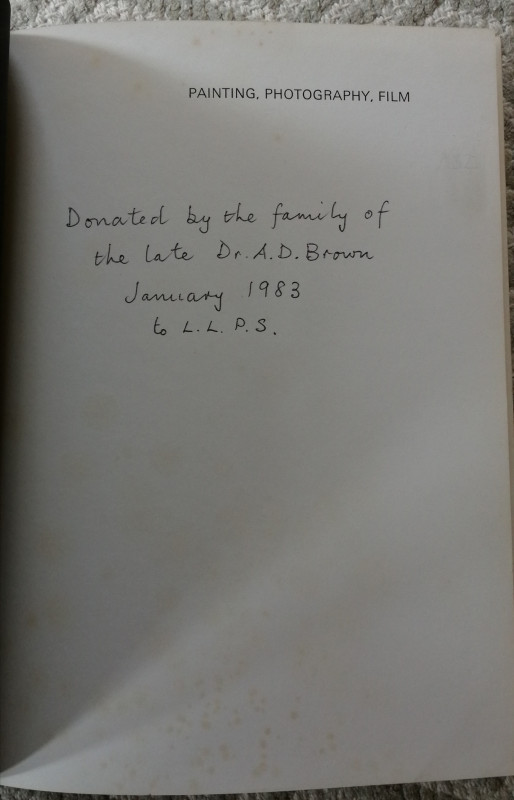 PAINTING, PHOTOGRAPHY, FILM
Donated by the family of
the late Dr. A.D. Brown
January 1983
to L.L. P.S.